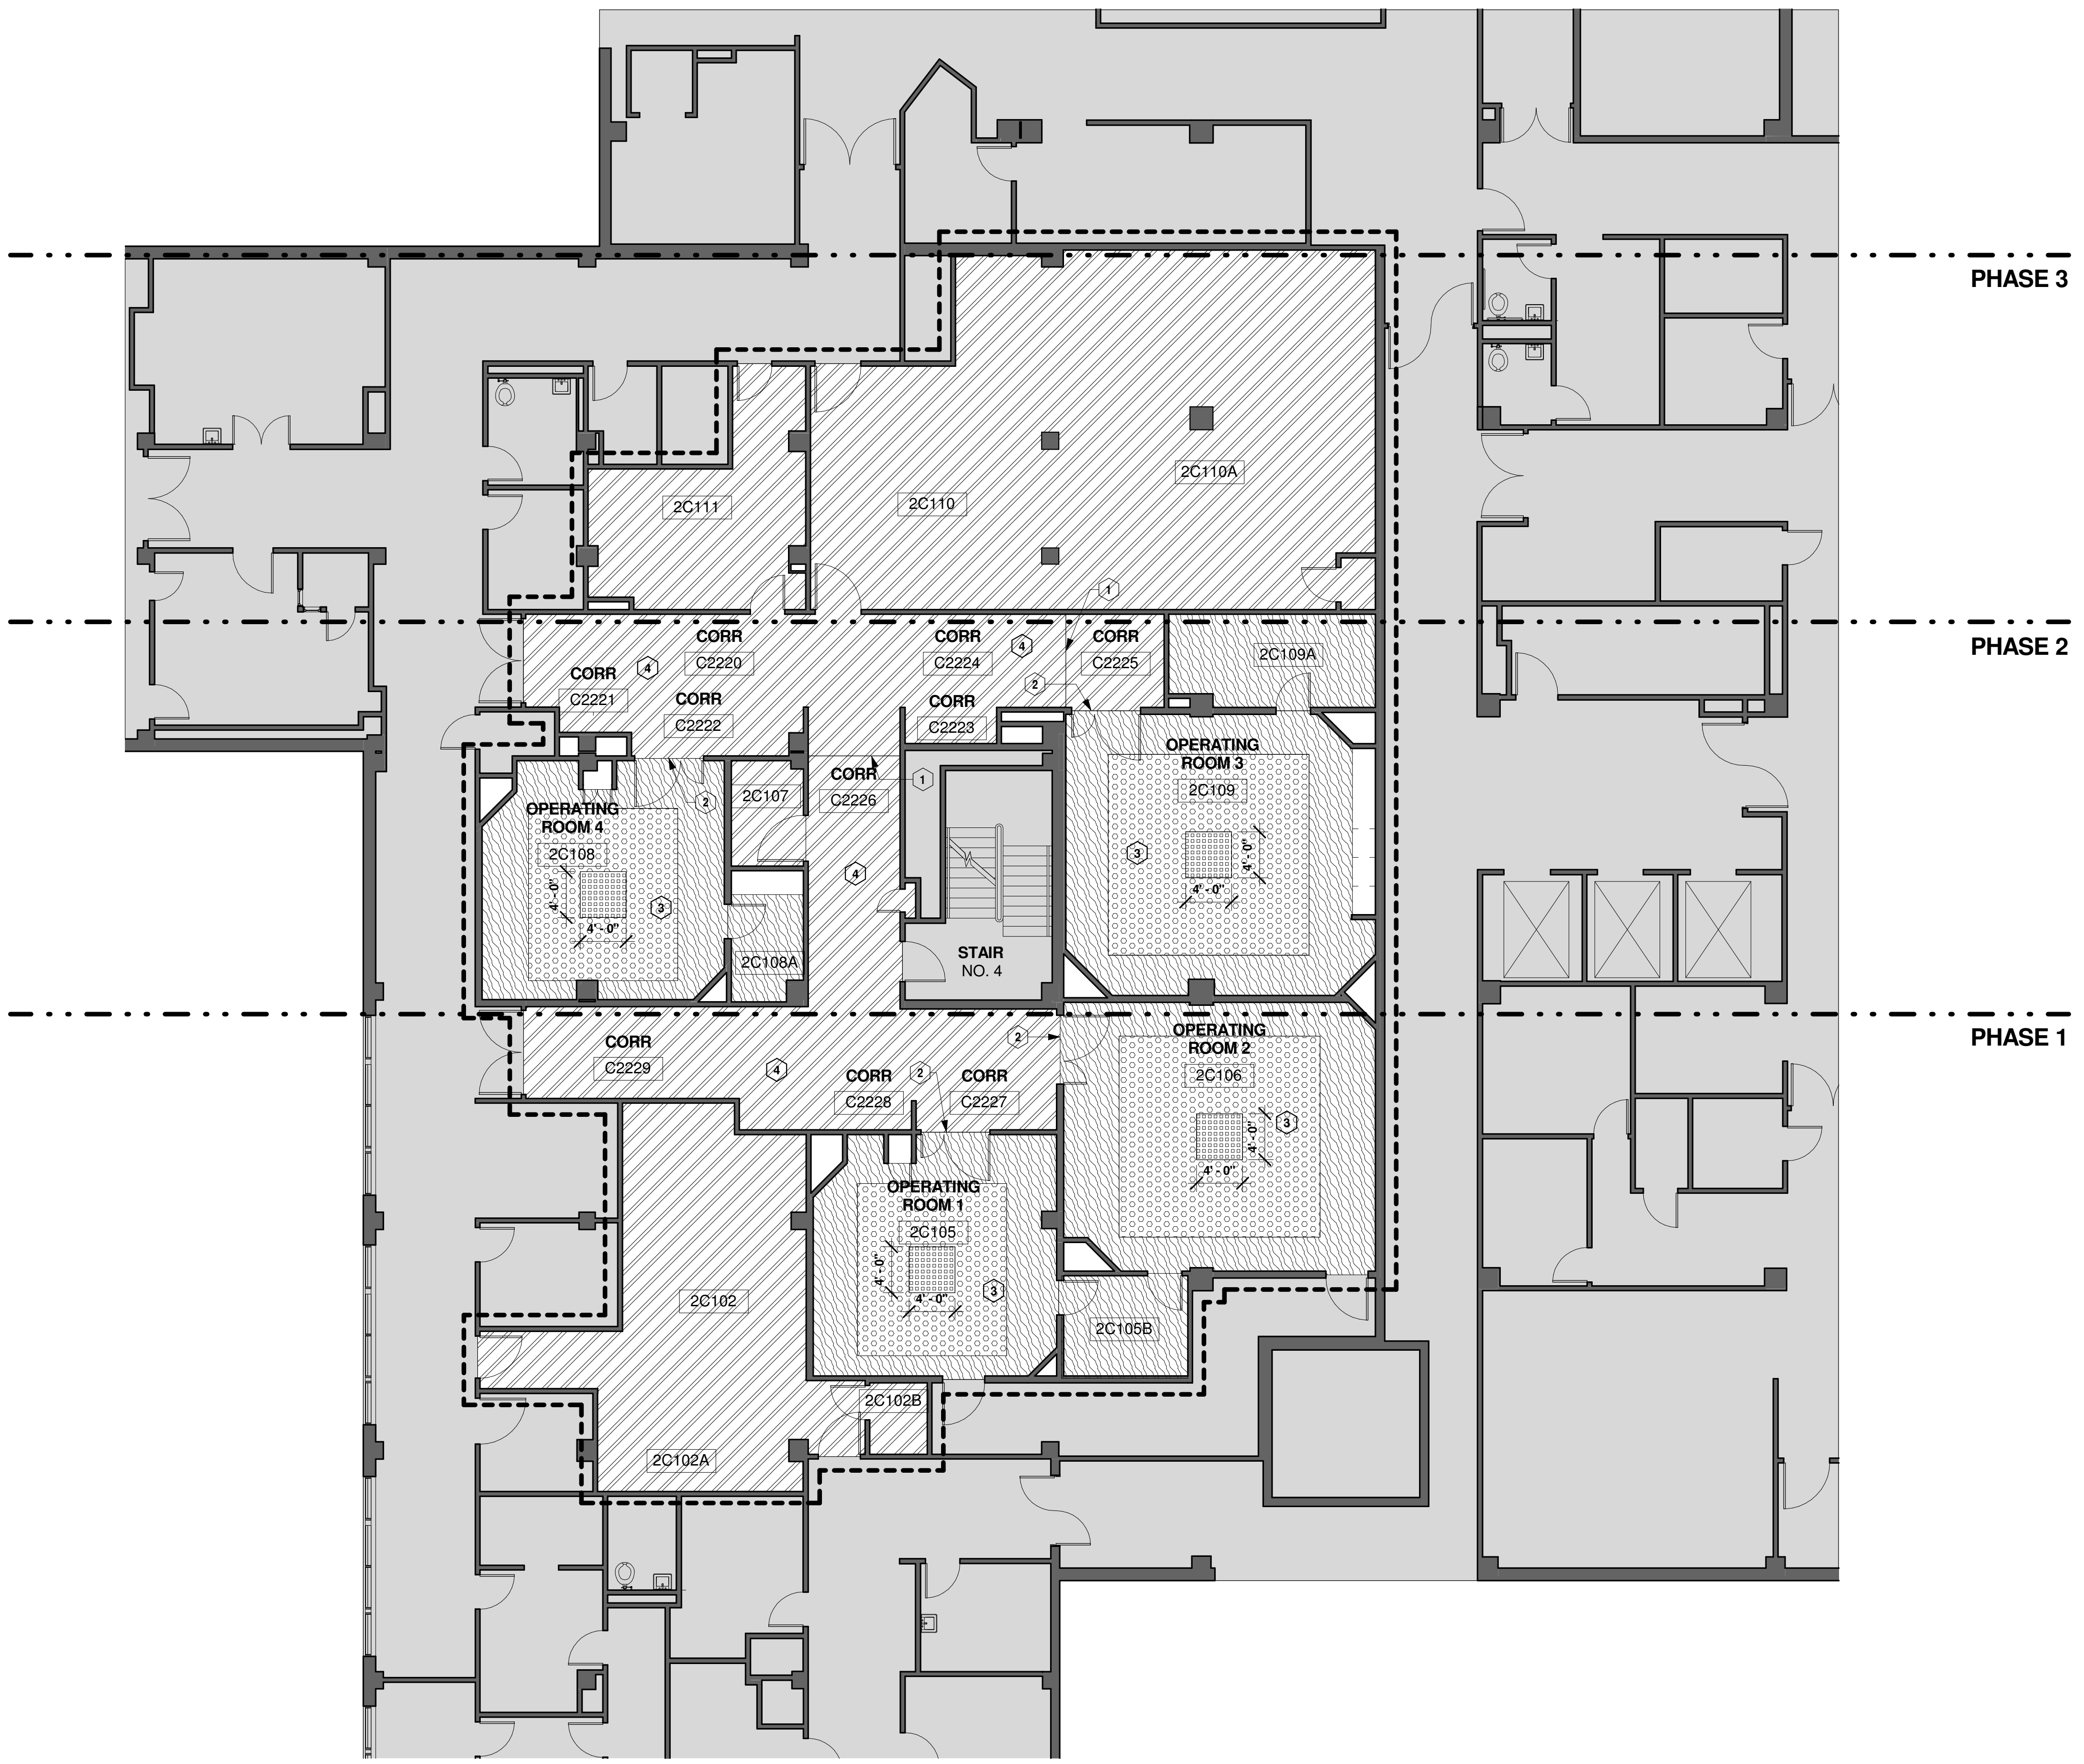 PHASE 3
2C110A
2C111
2C110
1
CORR
C2220
4
CORR
C2224
4
CORR
C2225
2C109A
PHASE 2
CORR
C2221
CORR
C2222
CORR
C2223
2
OPERATING
ROOM 3
2C109
4' - 0"
4' - 0"
3
CORR
C2226
1
2C107
2
OPERATING
ROOM 4
2C108
4' - 0"
4' - 0"
3
4
2C108A
STAIR
NO. 4
PHASE 1
CORR
C2229
4
CORR
C2228
2
CORR
C2227
2
OPERATING
ROOM 2
2C106
4' - 0"
4' - 0"
3
OPERATING
ROOM 1
2C105
4' - 0"
4' - 0"
3
2C102
2C105B
2C102B
2C102A